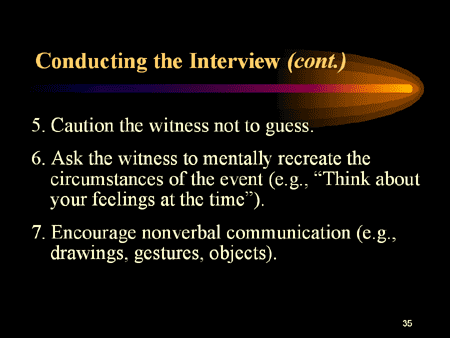 Conducting the Interview (cont.)
5. Caution the witness not to guess.
6. Ask the witness to mentally recreate the
circumstances of the event (e.g., “Think about
your feelings at the time”).
7. Encourage nonverbal communication (e.g.,
drawings, gestures, objects).
35